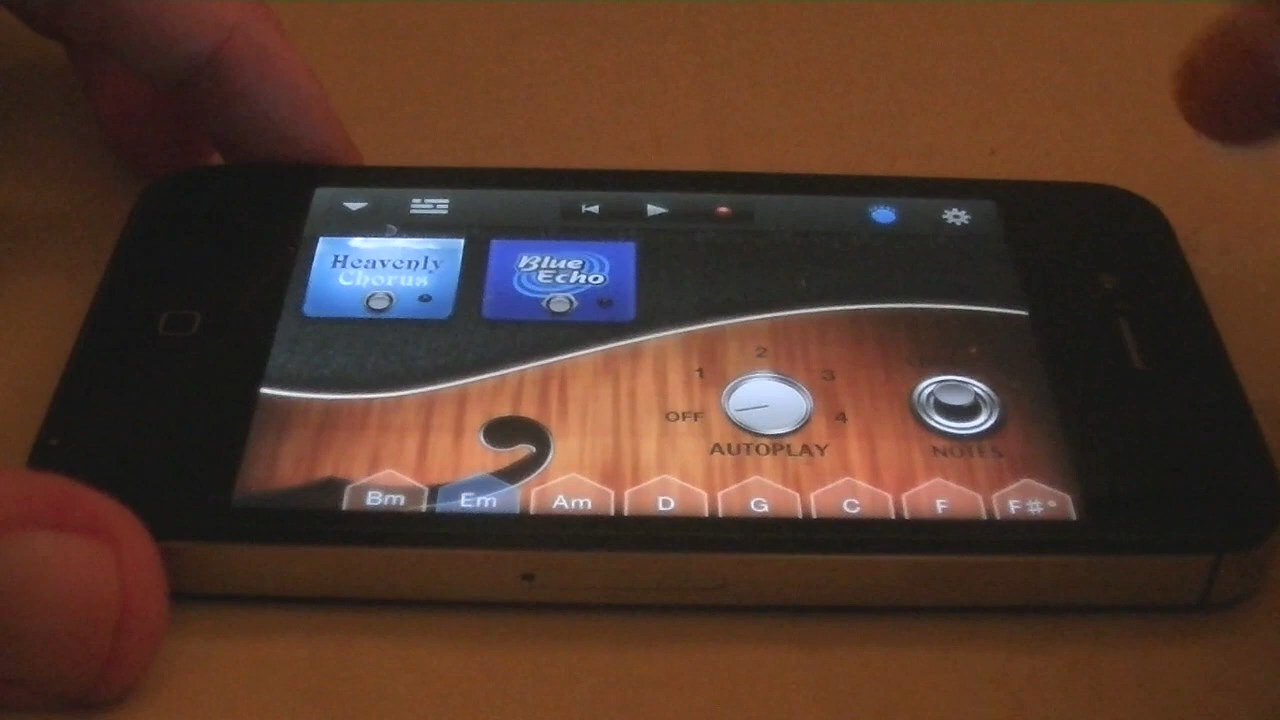 Heavenly
Chorus
Blue
Echo
2
1
3
OFF
4
AUTOPLAY
NOTES
Bm
Em
Am
D
G
C
F
F#°